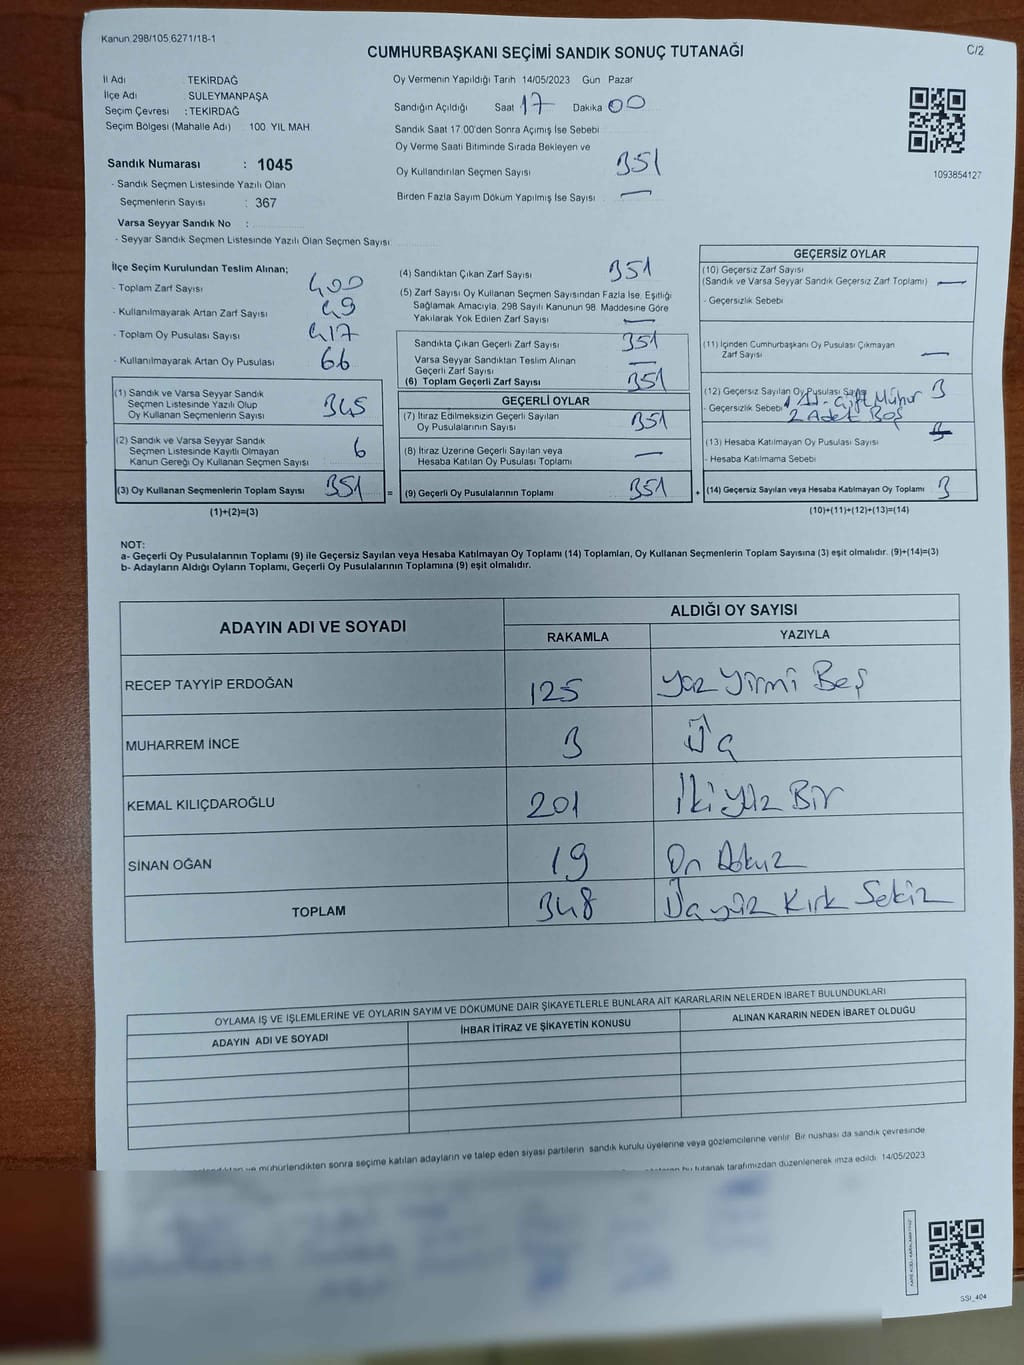 Kanun 298/105.6271/18-1
C/2
CUMHURBAŞKANI SEÇİMİ SANDIK SONUÇ TUTANAĞI
İl Adı TEKİRDAĞ
İlçe Adı SÜLEYMANPAŞA
Seçim Çevresi : TEKİRDAĞ
Seçim Bölgesi (Mahalle Adı) 100. YIL MAH
Sandık Numarası : 1045
- Sandık Seçmen Listesinde Yazılı Olan
Seçmenlerin Sayısı : 367
Varsa Seyyar Sandık No :
- Seyyar Sandık Seçmen Listesinde Yazılı Olan Seçmen Sayısı
Oy Vermenin Yapıldığı Tarih 14/05/2023 Gün Pazar
Sandığın Açıldığı Saat 17 Dakika 00
Sandık Saat 17.00'den Sonra Açımış İse Sebebi
Oy Verme Saati Bitiminde Sırada Bekleyen ve
Oy Kullandırılan Seçmen Sayısı 351
Birden Fazla Sayım Döküm Yapılmış İse Sayısı —
1093854127
İlçe Seçim Kurulundan Teslim Alınan;
- Toplam Zarf Sayısı 400
- Kullanılmayarak Artan Zarf Sayısı 49
- Toplam Oy Pusulası Sayısı 417
- Kullanılmayarak Artan Oy Pusulası 66
(1) Sandık ve Varsa Seyyar Sandık
Seçmen Listesinde Yazılı Olup
Oy Kullanan Seçmenlerin Sayısı 345
(2) Sandık ve Varsa Seyyar Sandık
Seçmen Listesinde Kayıtlı Olmayan
Kanun Gereği Oy Kullanan Seçmen Sayısı 6
(3) Oy Kullanan Seçmenlerin Toplam Sayısı 351
(1)+(2)=(3)
(4) Sandıktan Çıkan Zarf Sayısı 351
(5) Zarf Sayısı Oy Kullanan Seçmen Sayısından Fazla İse, Eşitliği
Sağlamak Amacıyla, 298 Sayılı Kanunun 98. Maddesine Göre
Yakılarak Yok Edilen Zarf Sayısı —
Sandıkta Çıkan Geçerli Zarf Sayısı 351
Varsa Seyyar Sandıktan Teslim Alınan
Geçerli Zarf Sayısı —
(6) Toplam Geçerli Zarf Sayısı 351
GEÇERLİ OYLAR
(7) İtiraz Edilmeksizin Geçerli Sayılan
Oy Pusulalarının Sayısı 351
(8) İtiraz Üzerine Geçerli Sayılan veya
Hesaba Katılan Oy Pusulası Toplamı —
= (9) Geçerli Oy Pusulalarının Toplamı 351
GEÇERSİZ OYLAR
(10) Geçersiz Zarf Sayısı
(Sandık ve Varsa Seyyar Sandık Geçersiz Zarf Toplamı) —
- Geçersizlik Sebebi
(11) İçinden Cumhurbaşkanı Oy Pusulası Çıkmayan
Zarf Sayısı —
(12) Geçersiz Sayılan Oy Pusulası Sayısı 3
- Geçersizlik Sebebi Çift Mühür
2 Adet Boş
(13) Hesaba Katılmayan Oy Pusulası Sayısı
- Hesaba Katılmama Sebebi
+ (14) Geçersiz Sayılan veya Hesaba Katılmayan Oy Toplamı 3
(10)+(11)+(12)+(13)=(14)
NOT:
a- Geçerli Oy Pusulalarının Toplamı (9) ile Geçersiz Sayılan veya Hesaba Katılmayan Oy Toplamı (14) Toplamları, Oy Kullanan Seçmenlerin Toplam Sayısına (3) eşit olmalıdır. (9)+(14)=(3)
b- Adayların Aldığı Oyların Toplamı, Geçerli Oy Pusulalarının Toplamına (9) eşit olmalıdır.
ADAYIN ADI VE SOYADI
ALDIĞI OY SAYISI
RAKAMLA YAZIYLA
RECEP TAYYİP ERDOĞAN 125 Yüz Yirmi Beş
MUHARREM İNCE 3 Üç
KEMAL KILIÇDAROĞLU 201 İki Yüz Bir
SİNAN OĞAN 19 On Dokuz
TOPLAM 348 Üçyüz Kırk Sekiz
OYLAMA İŞ VE İŞLEMLERİNE VE OYLARIN SAYIM VE DÖKÜMÜNE DAİR ŞİKAYETLERLE BUNLARA AİT KARARLARIN NELERDEN İBARET BULUNDUKLARI
ADAYIN ADI VE SOYADI İHBAR İTİRAZ VE ŞİKAYETİN KONUSU ALINAN KARARIN NEDEN İBARET OLDUĞU
ve mühürlendikten sonra seçime katılan adayların ve talep eden siyasi partilerin sandık kurulu üyelerine veya gözlemcilerine verilir. Bir nüshası da sandık çevresinde
bu tutanak tarafımızdan düzenlenerek imza edildi. 14/05/2023
SSI_404